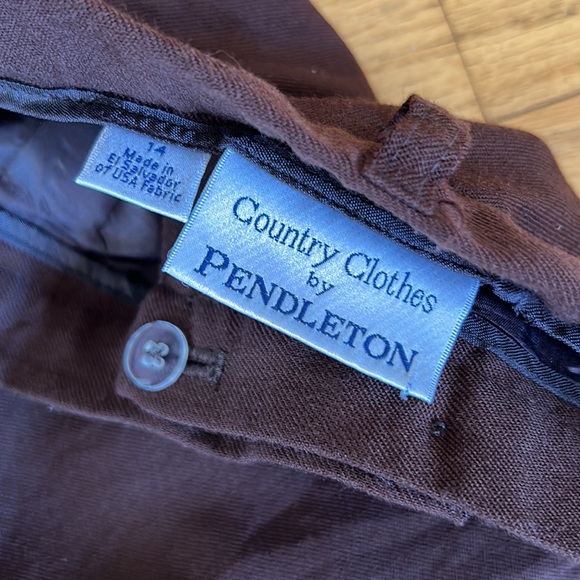 14
Made in
El Salvador
of USA Fabric
Country Clothes
by
PENDLETON